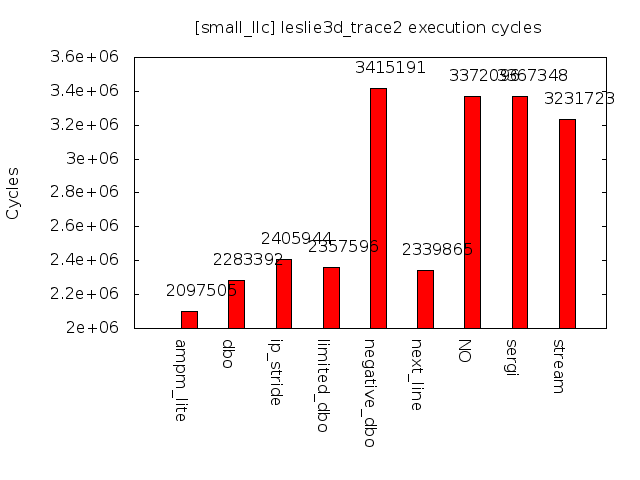 [small_llc] leslie3d_trace2 execution cycles
Cycles
3.6e+06
3.4e+06
3.2e+06
3e+06
2.8e+06
2.6e+06
2.4e+06
2.2e+06
2e+06
2097505
2283392
2405944
2357596
3415191
2339865
3372096
3367348
3231723
ampm_lite
dbo
ip_stride
limited_dbo
negative_dbo
next_line
NO
sergi
stream